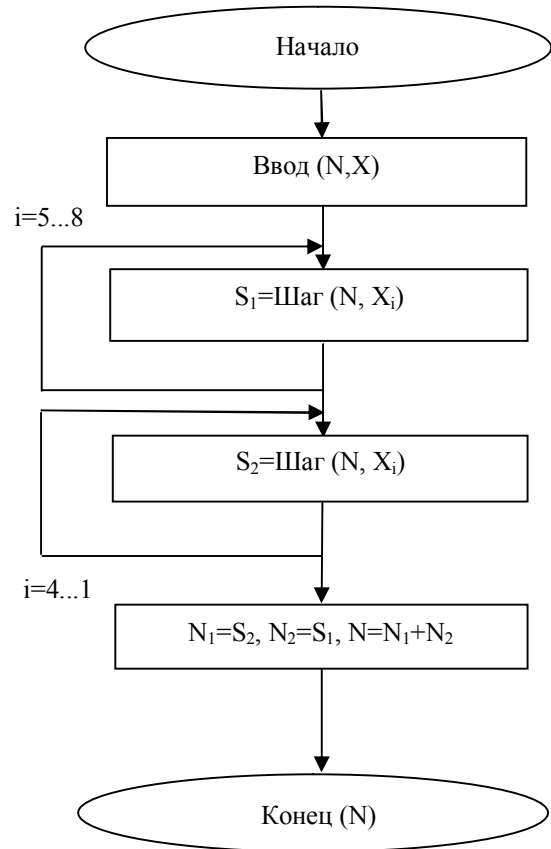 Начало
Ввод (N,X)
i=5...8
S₁=Шаг (N, Xᵢ)
S₂=Шаг (N, Xᵢ)
i=4...1
N₁=S₂, N₂=S₁, N=N₁+N₂
Конец (N)